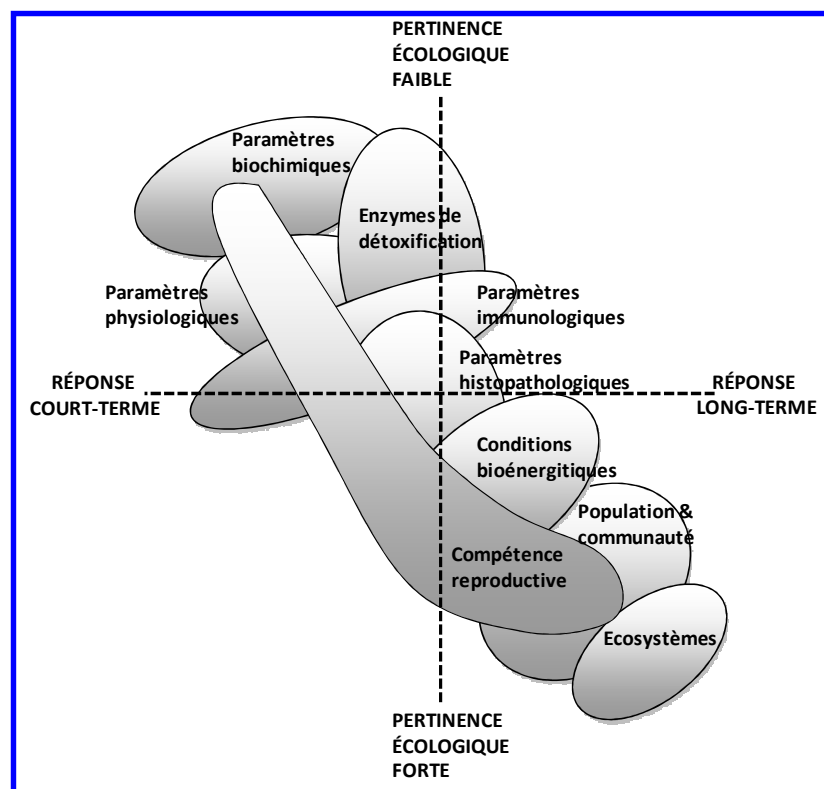 PERTINENCE
ÉCOLOGIQUE
FAIBLE
Paramètres
biochimiques
Enzymes de
détoxification
Paramètres
physiologiques
Paramètres
immunologiques
Paramètres
histopathologiques
RÉPONSE
COURT-TERME
RÉPONSE
LONG-TERME
Conditions
bioénergitiques
Population &
communauté
Compétence
reproductive
Ecosystèmes
PERTINENCE
ÉCOLOGIQUE
FORTE